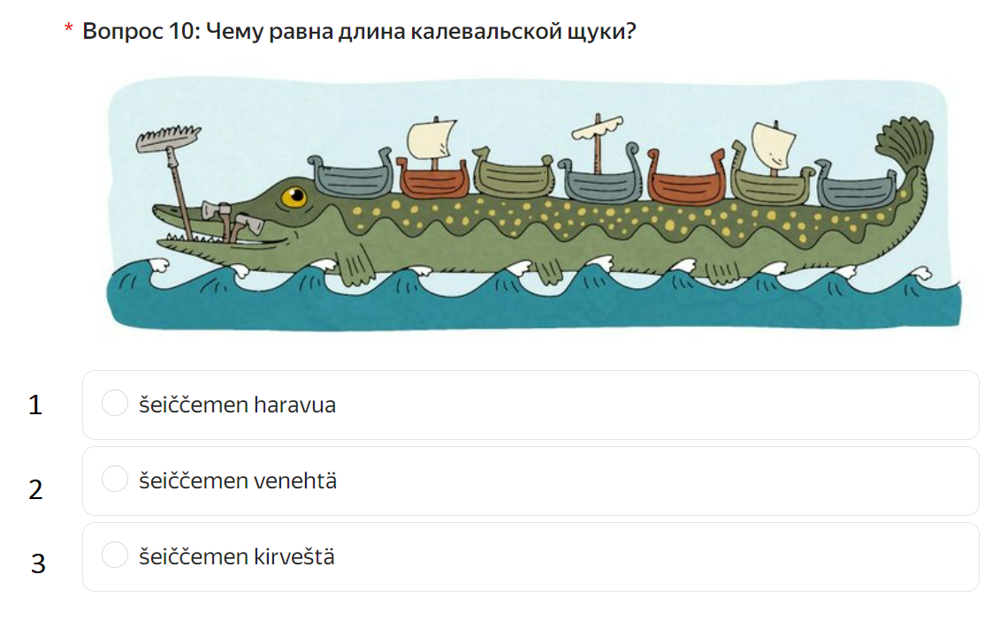 * Вопрос 10: Чему равна длина калевальской щуки?
1 šeiččemen haravua
2 šeiččemen venehtä
3 šeiččemen kirveštä